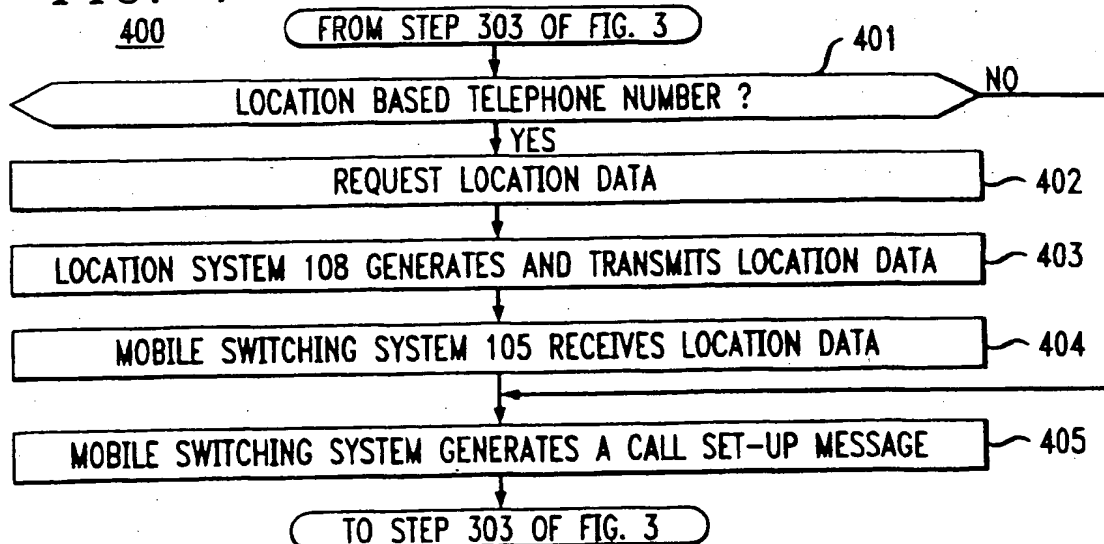 400
FROM STEP 303 OF FIG. 3
401
LOCATION BASED TELEPHONE NUMBER ?
NO
YES
REQUEST LOCATION DATA
402
LOCATION SYSTEM 108 GENERATES AND TRANSMITS LOCATION DATA
403
MOBILE SWITCHING SYSTEM 105 RECEIVES LOCATION DATA
404
MOBILE SWITCHING SYSTEM GENERATES A CALL SET-UP MESSAGE
405
TO STEP 303 OF FIG. 3